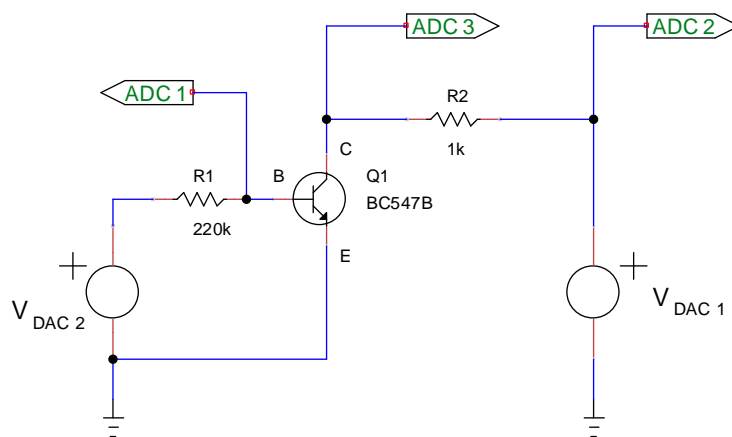 ADC 3
ADC 2
ADC 1
R2
1k
C
B
Q1
BC547B
R1
220k
E
V DAC 2
V DAC 1